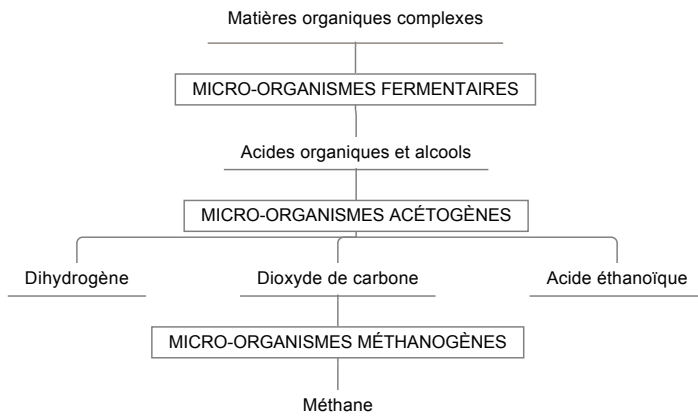 Matières organiques complexes
MICRO-ORGANISMES FERMENTAIRES
Acides organiques et alcools
MICRO-ORGANISMES ACÉTOGÈNES
Dihydrogène
Dioxyde de carbone
Acide éthanoïque
MICRO-ORGANISMES MÉTHANOGÈNES
Méthane